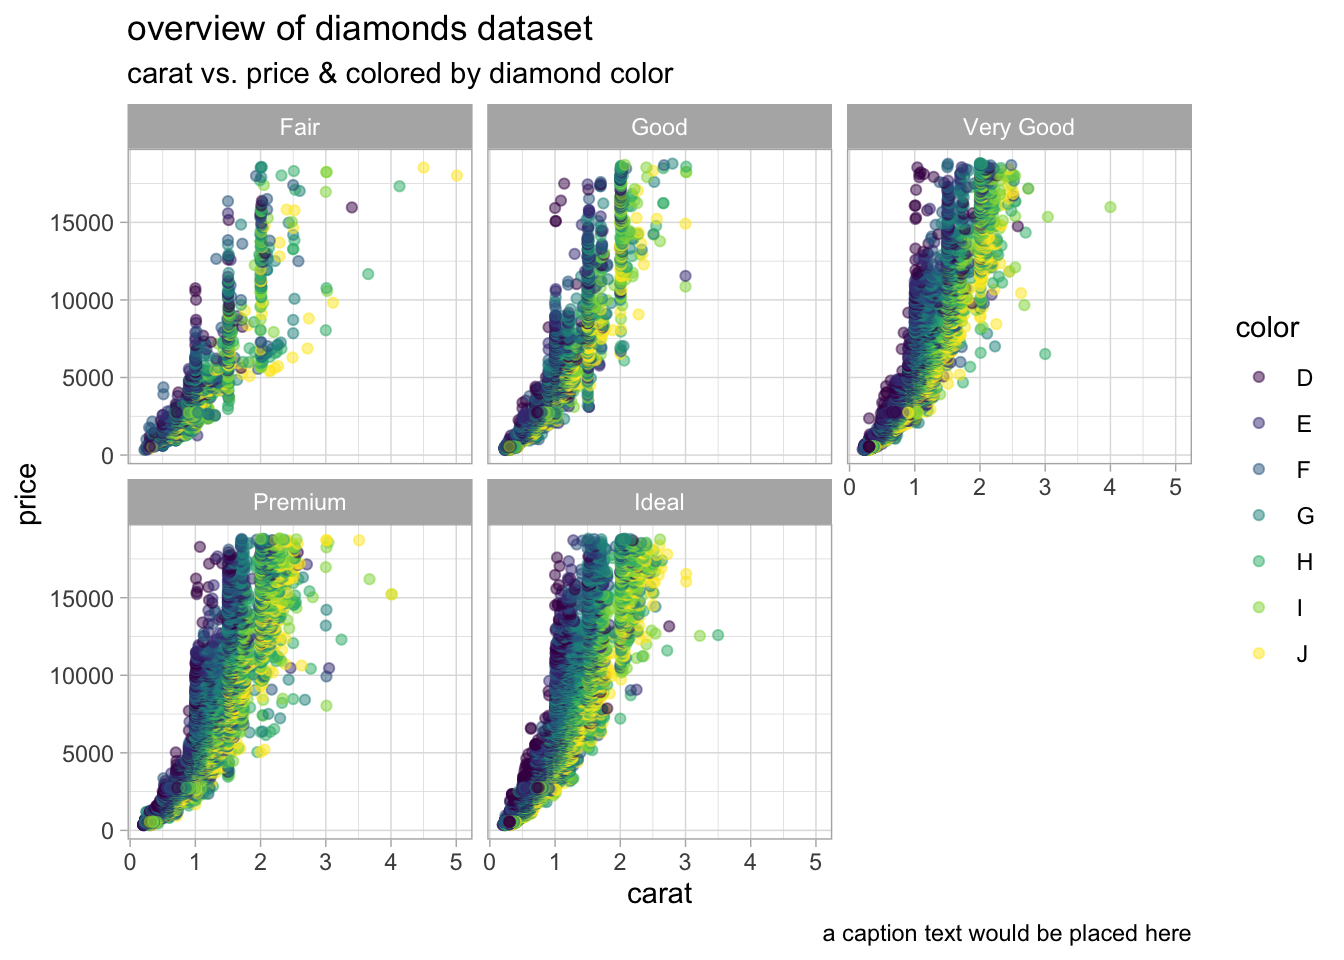 overview of diamonds dataset
carat vs. price & colored by diamond color
Fair
Good
Very Good
15000
10000
5000
0
0 1 2 3 4 5
price
Premium
Ideal
15000
10000
5000
0
0 1 2 3 4 5
0 1 2 3 4 5
carat
color
D
E
F
G
H
I
J
a caption text would be placed here